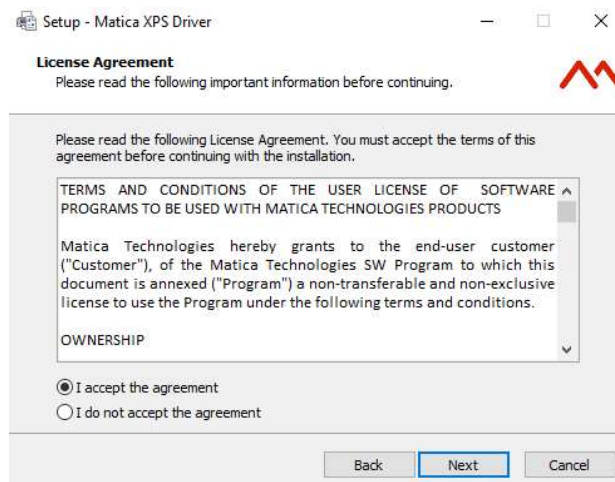 Setup - Matica XPS Driver
License Agreement
Please read the following important information before continuing.
Please read the following License Agreement. You must accept the terms of this
agreement before continuing with the installation.
TERMS AND CONDITIONS OF THE USER LICENSE OF SOFTWARE
PROGRAMS TO BE USED WITH MATICA TECHNOLOGIES PRODUCTS
Matica Technologies hereby grants to the end-user customer
("Customer"), of the Matica Technologies SW Program to which this
document is annexed ("Program") a non-transferable and non-exclusive
license to use the Program under the following terms and conditions.
OWNERSHIP
I accept the agreement
I do not accept the agreement
Back Next Cancel